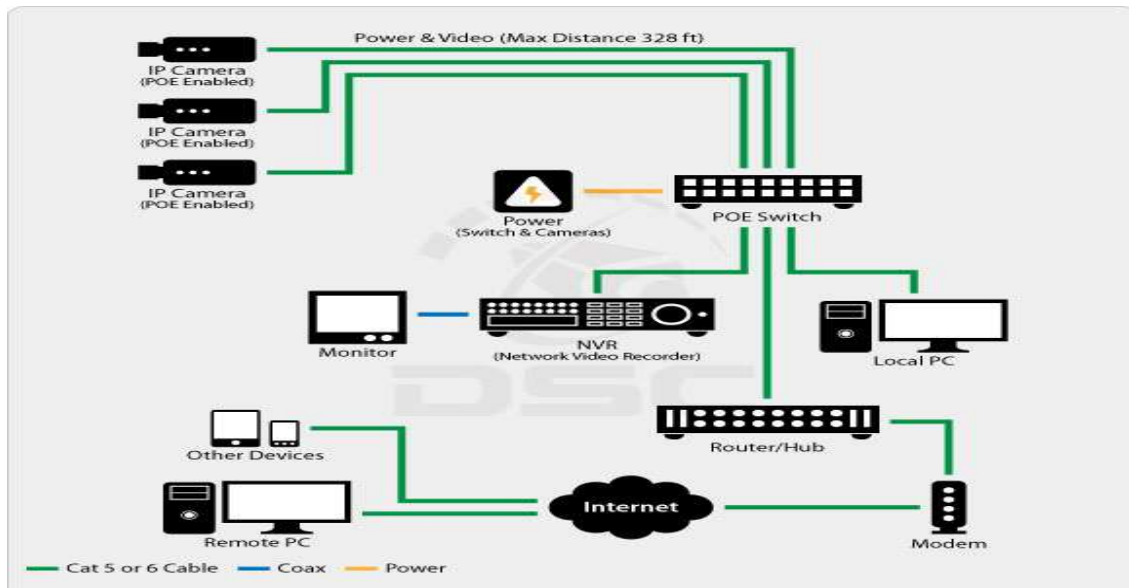 Power & Video (Max Distance 328 ft)
IP Camera
(POE Enabled)
IP Camera
(POE Enabled)
IP Camera
(POE Enabled)
Power
(Switch & Cameras)
POE Switch
Monitor
NVR
(Network Video Recorder)
Local PC
DSC
Other Devices
Router/Hub
Internet
Remote PC
Modem
Cat 5 or 6 Cable
Coax
Power